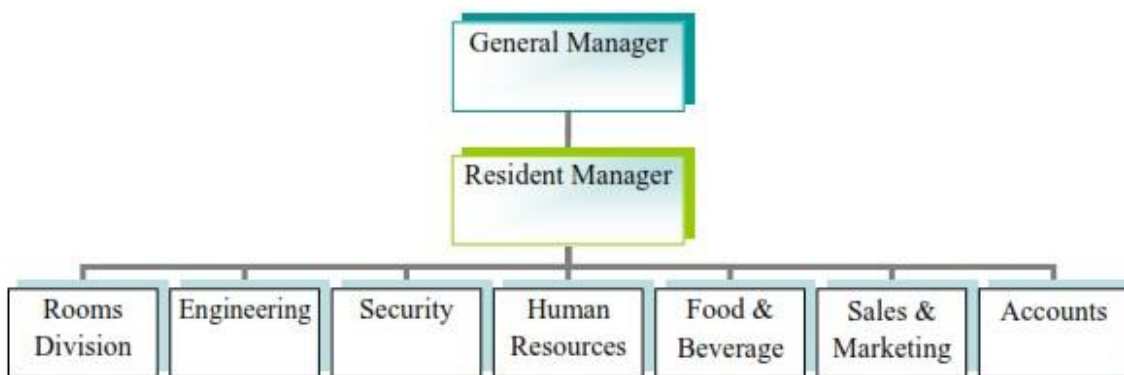 General Manager
Resident Manager
Rooms
Division
Engineering
Security
Human
Resources
Food &
Beverage
Sales &
Marketing
Accounts